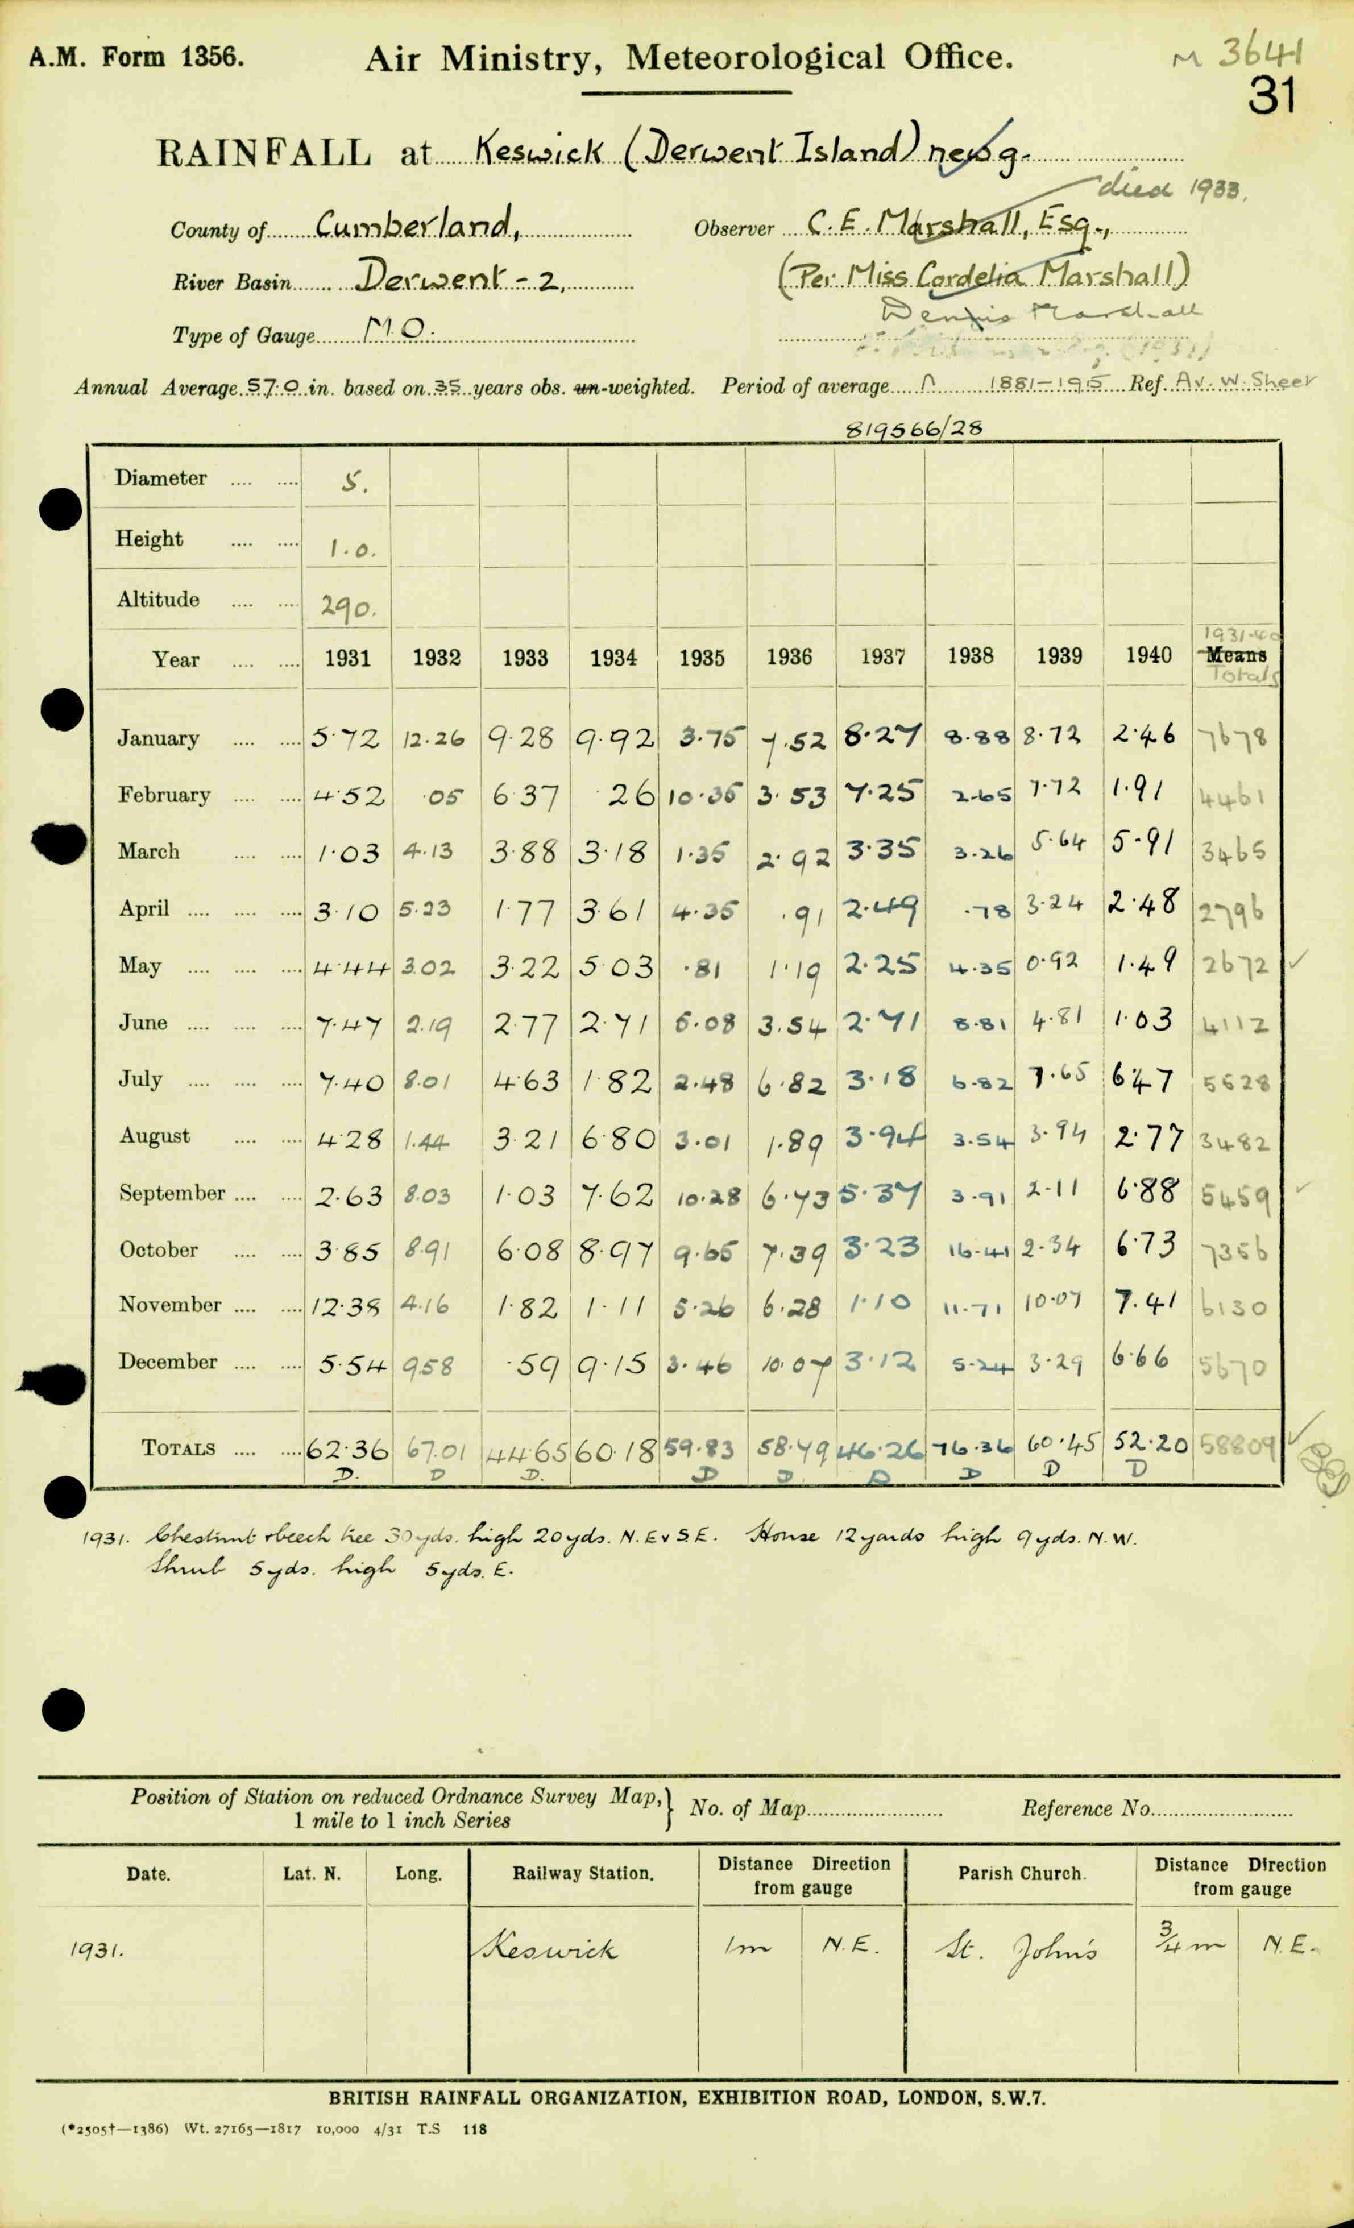 A.M. Form 1356. Air Ministry, Meteorological Office. M 3641
31
RAINFALL at Keswick (Derwent Island) new g.
died 1933.
County of Cumberland, Observer C. E. Marshall, Esq.,
River Basin Derwent - 2, (Per Miss Cordelia Marshall)
Dennis Marshall
Type of Gauge M.O. (1931)
Annual Average 57.0 in. based on 35 years obs. un-weighted. Period of average 1881-1915 Ref. Av. W. Sheet
819566/28
Diameter .... .... 5.
Height .... .... 1.0.
Altitude .... .... 290.
1931-40
Year .... .... 1931 1932 1933 1934 1935 1936 1937 1938 1939 1940 Means
Totals
January .... .... 5.72 12.26 9.28 9.92 3.75 7.52 8.27 8.88 8.72 2.46 7678
February .... .... 4.52 .05 6.37 26 10.35 3.53 7.25 2.65 7.72 1.91 4461
March .... .... 1.03 4.13 3.88 3.18 1.35 2.92 3.35 3.26 5.64 5.91 3465
April .... .... .... 3.10 5.23 1.77 3.61 4.35 .91 2.49 .78 3.24 2.48 2796
May .... .... .... 4.44 3.02 3.22 5.03 .81 1.19 2.25 4.35 0.92 1.49 2672 ✓
June .... .... .... 7.47 2.19 2.77 2.71 5.08 3.54 2.71 8.81 4.81 1.03 4112
July .... .... .... 7.40 8.01 4.63 1.82 2.48 6.82 3.18 6.82 7.65 6.47 5528
August .... .... 4.28 1.44 3.21 6.80 3.01 1.89 3.94 3.54 3.94 2.77 3482
September .... .... 2.63 8.03 1.03 7.62 10.28 6.73 5.37 3.91 2.11 6.88 5459 ✓
October .... .... 3.85 8.91 6.08 8.97 9.65 7.39 3.23 16.41 2.34 6.73 7356
November .... .... 12.38 4.16 1.82 1.11 5.26 6.28 1.10 11.71 10.07 7.41 6130
December .... .... 5.54 9.58 .59 9.15 3.46 10.07 3.12 5.24 3.29 6.66 5670
TOTALS .... .... 62.36 67.01 44.65 60.18 59.83 58.79 46.26 76.36 60.45 52.20 58809 ✓
D. D D. D D. D D D D
1931. Chestnut & beech tree 30yds. high 20yds. N.E & S.E. House 12yards high 9yds. N.W.
Shrub 5yds. high 5yds. E.
Position of Station on reduced Ordnance Survey Map,} No. of Map Reference No.
1 mile to 1 inch Series
Date. Lat. N. Long. Railway Station. Distance Direction from gauge Parish Church. Distance Direction from gauge
1931. Keswick 1m N.E. St. John's 3/4 m N.E.
BRITISH RAINFALL ORGANIZATION, EXHIBITION ROAD, LONDON, S.W.7.
(*2505†—1386) Wt. 27165—1817 10,000 4/31 T.S 118